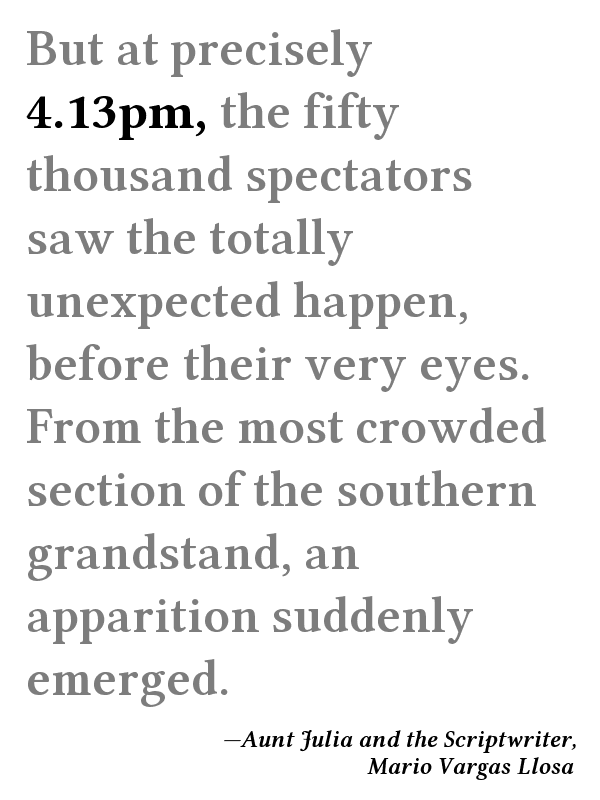 But at precisely
4.13pm, the fifty
thousand spectators
saw the totally
unexpected happen,
before their very eyes.
From the most crowded
section of the southern
grandstand, an
apparition suddenly
emerged.
—Aunt Julia and the Scriptwriter,
Mario Vargas Llosa